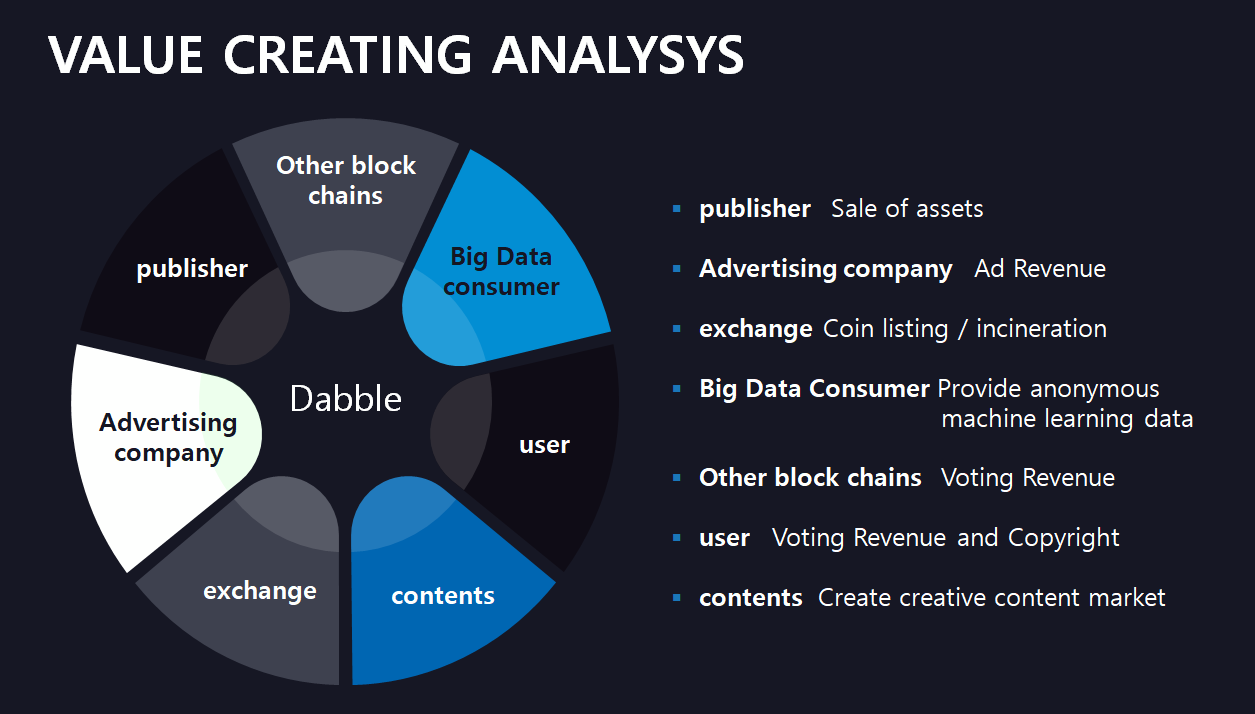 VALUE CREATING ANALYSYS
Other block
chains
Big Data
consumer
publisher
Dabble
Advertising
company
user
exchange
contents
publisher Sale of assets
Advertising company Ad Revenue
exchange Coin listing / incineration
Big Data Consumer Provide anonymous
machine learning data
Other block chains Voting Revenue
user Voting Revenue and Copyright
contents Create creative content market